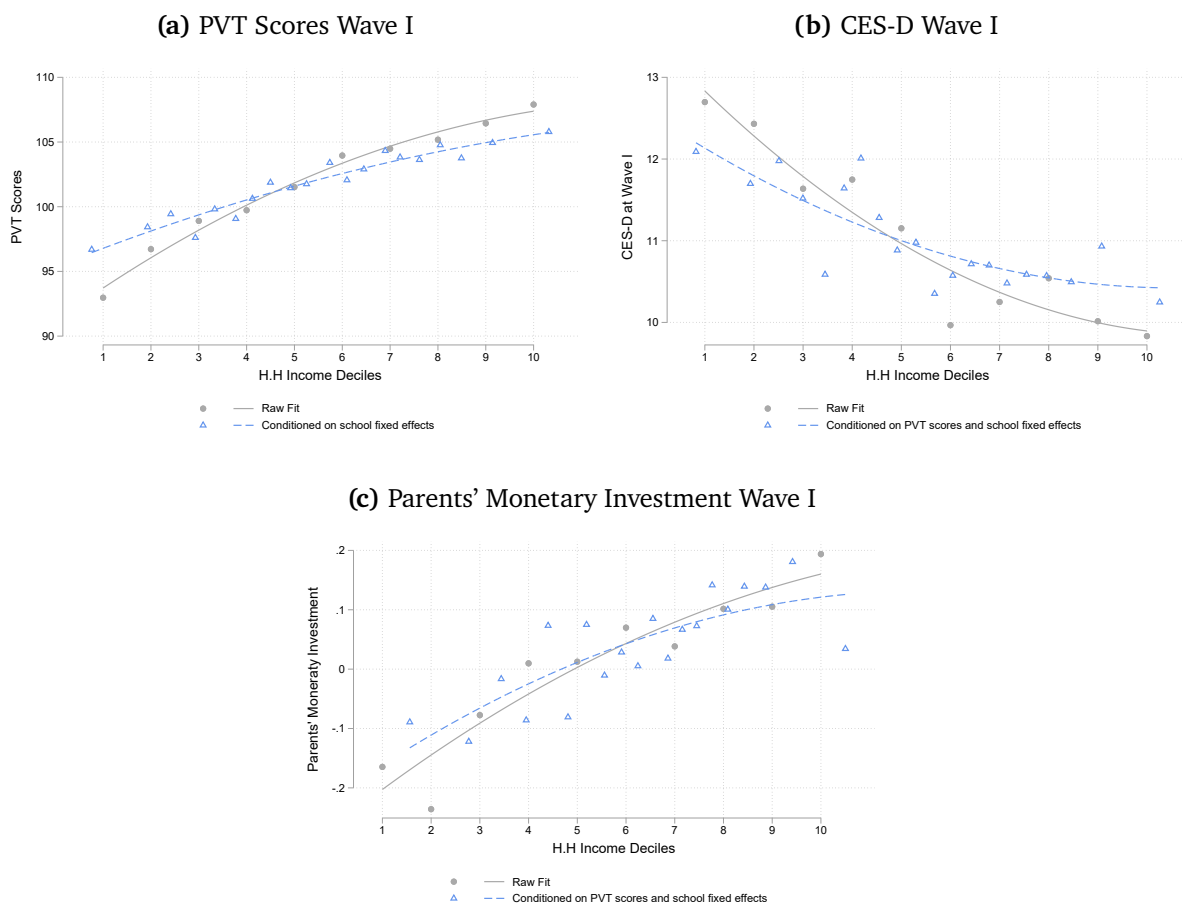 (a) PVT Scores Wave I
110
105
100
95
90
PVT Scores
1 2 3 4 5 6 7 8 9 10
H.H Income Deciles
Raw Fit
Conditioned on school fixed effects
(b) CES-D Wave I
13
12
11
10
CES-D at Wave I
1 2 3 4 5 6 7 8 9 10
H.H Income Deciles
Raw Fit
Conditioned on PVT scores and school fixed effects
(c) Parents' Monetary Investment Wave I
.2
.1
0
-.1
-.2
Parents' Moneraty Investment
1 2 3 4 5 6 7 8 9 10
H.H Income Deciles
Raw Fit
Conditioned on PVT scores and school fixed effects